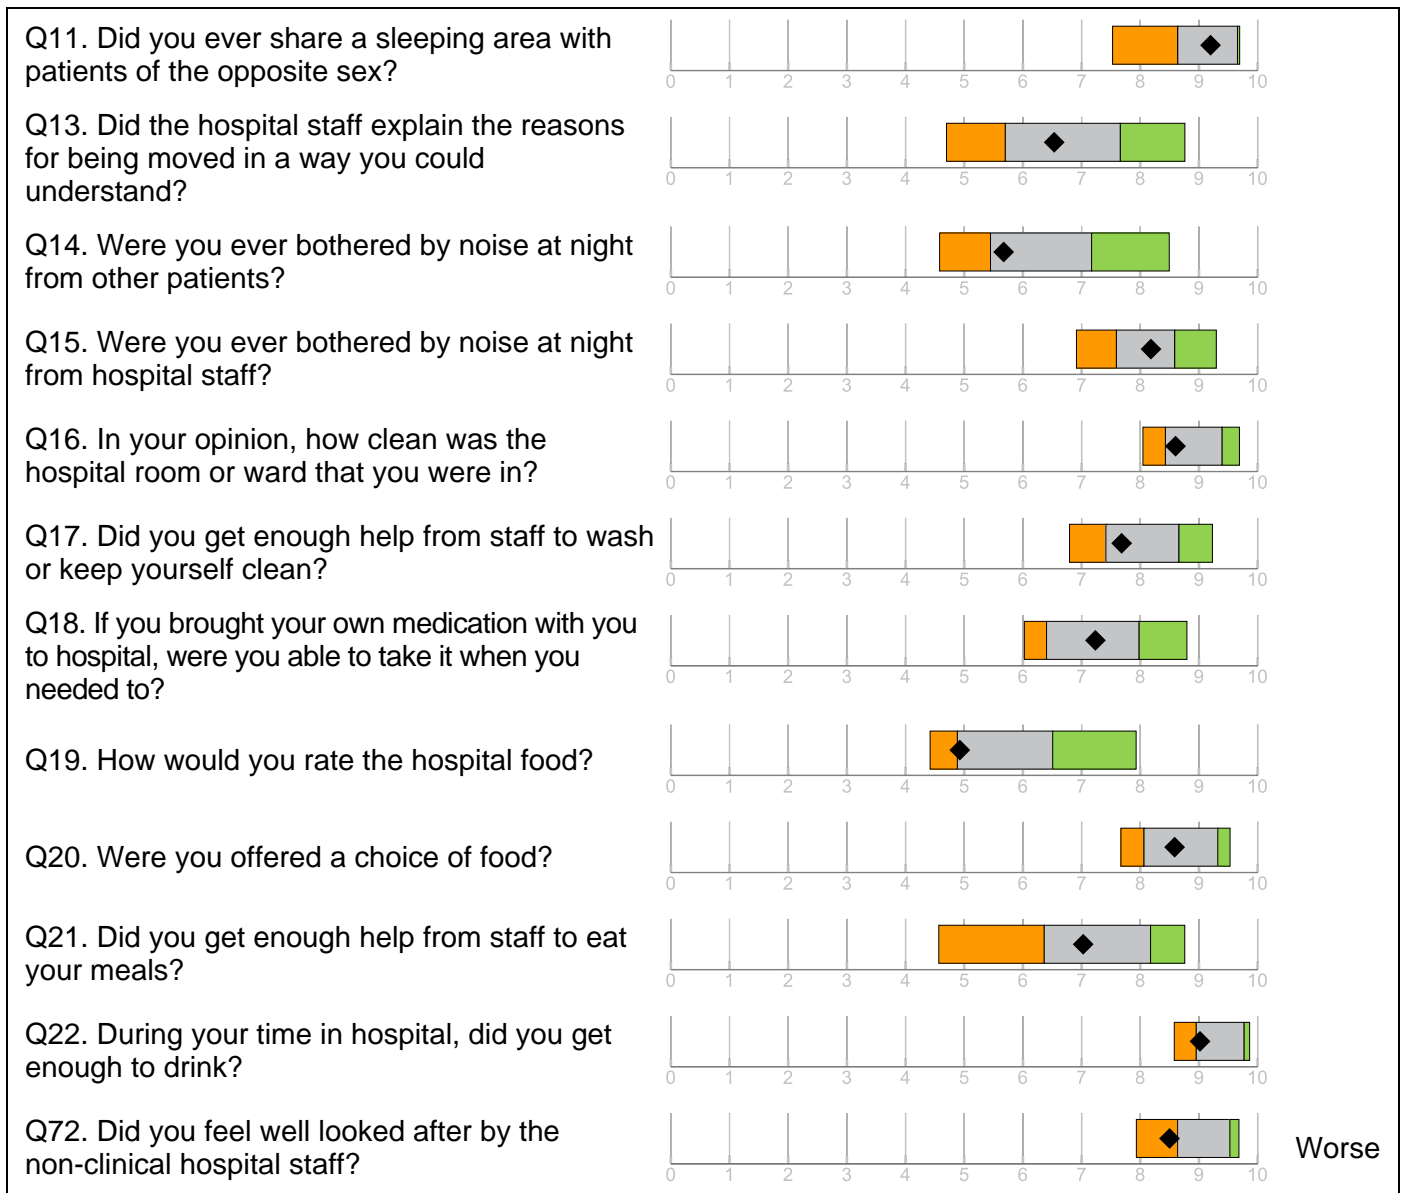 Q11. Did you ever share a sleeping area with
patients of the opposite sex?
0 1 2 3 4 5 6 7 8 9 10
Q13. Did the hospital staff explain the reasons
for being moved in a way you could
understand?
0 1 2 3 4 5 6 7 8 9 10
Q14. Were you ever bothered by noise at night
from other patients?
0 1 2 3 4 5 6 7 8 9 10
Q15. Were you ever bothered by noise at night
from hospital staff?
0 1 2 3 4 5 6 7 8 9 10
Q16. In your opinion, how clean was the
hospital room or ward that you were in?
0 1 2 3 4 5 6 7 8 9 10
Q17. Did you get enough help from staff to wash
or keep yourself clean?
0 1 2 3 4 5 6 7 8 9 10
Q18. If you brought your own medication with you
to hospital, were you able to take it when you
needed to?
0 1 2 3 4 5 6 7 8 9 10
Q19. How would you rate the hospital food?
0 1 2 3 4 5 6 7 8 9 10
Q20. Were you offered a choice of food?
0 1 2 3 4 5 6 7 8 9 10
Q21. Did you get enough help from staff to eat
your meals?
0 1 2 3 4 5 6 7 8 9 10
Q22. During your time in hospital, did you get
enough to drink?
0 1 2 3 4 5 6 7 8 9 10
Q72. Did you feel well looked after by the
non-clinical hospital staff?
0 1 2 3 4 5 6 7 8 9 10
Worse